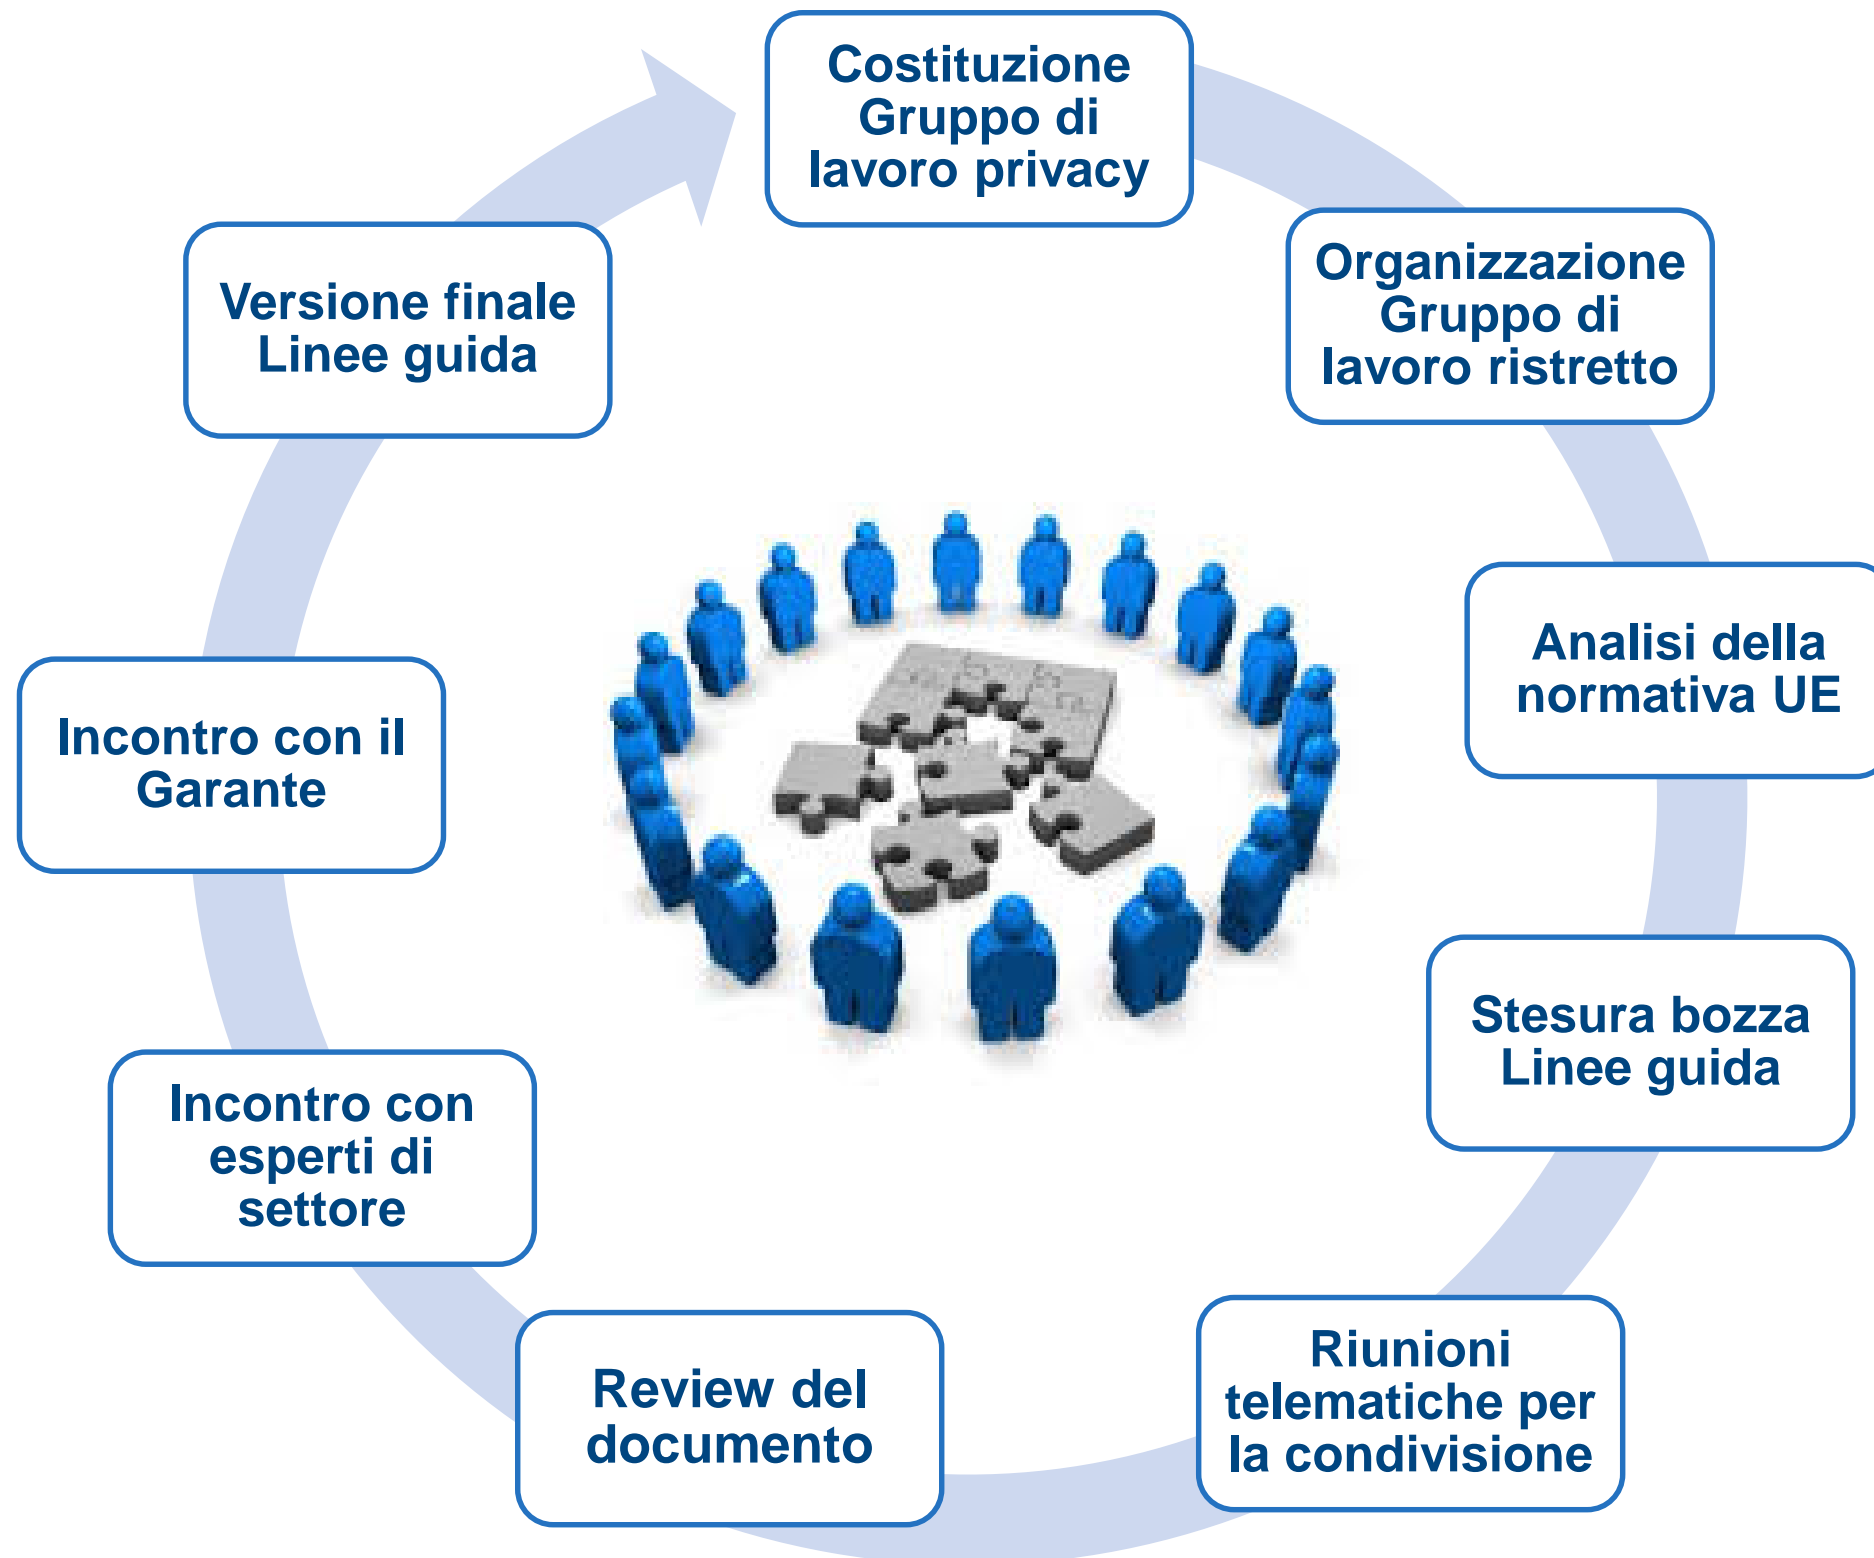 Costituzione
Gruppo di
lavoro privacy
Organizzazione
Gruppo di
lavoro ristretto
Analisi della
normativa UE
Stesura bozza
Linee guida
Riunioni
telematiche per
la condivisione
Review del
documento
Incontro con
esperti di
settore
Incontro con il
Garante
Versione finale
Linee guida